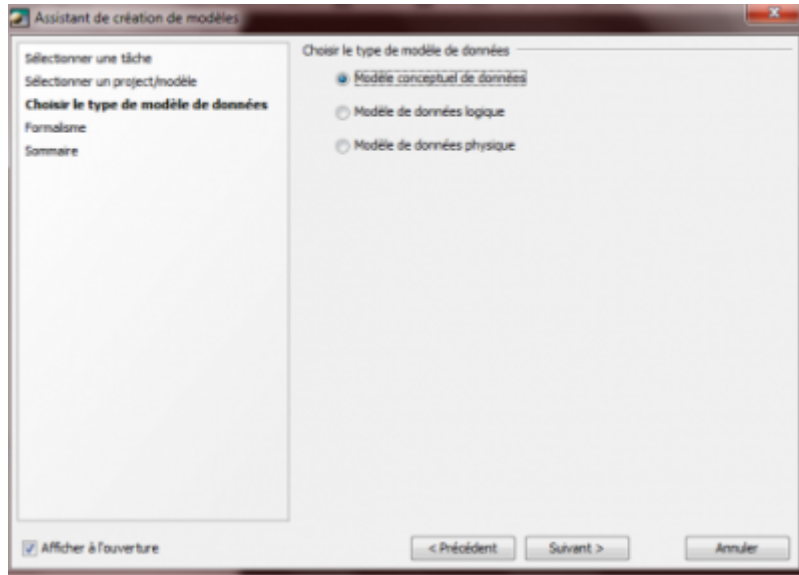 Assistant de création de modèles
Sélectionner une tâche
Sélectionner un project/modèle
Choisir le type de modèle de données
Formalisme
Sommaire
Choisir le type de modèle de données
Modèle conceptuel de données
Modèle de données logique
Modèle de données physique
Afficher à l'ouverture
< Précédent
Suivant >
Annuler